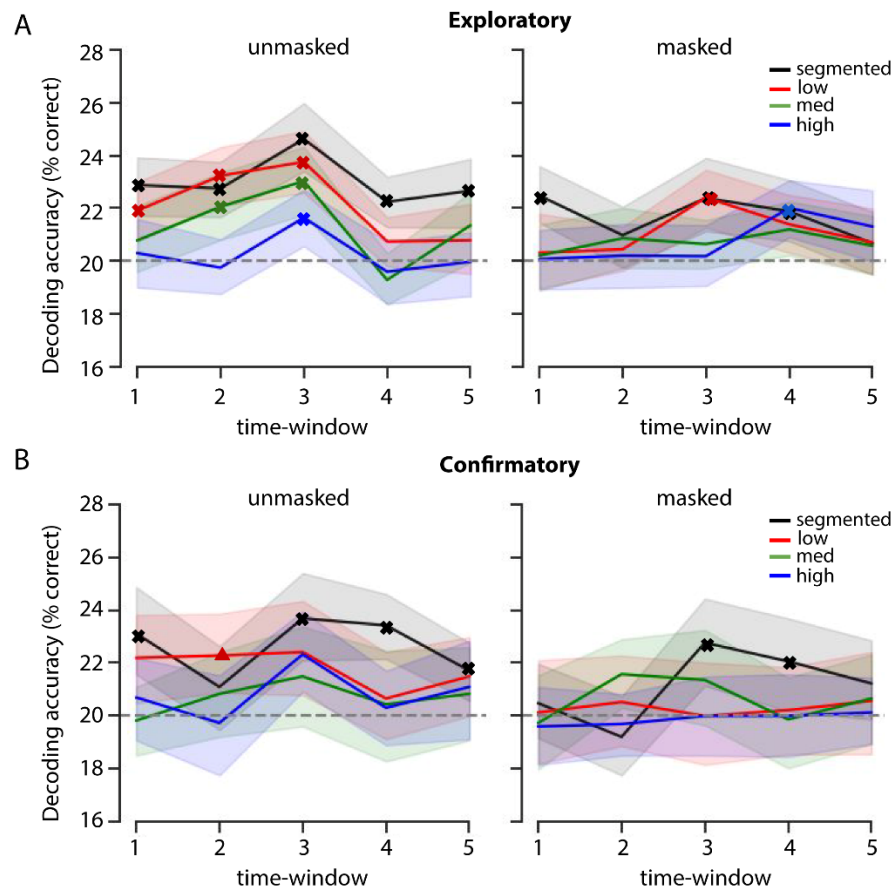 A
Exploratory
unmasked
masked
Decoding accuracy (% correct)
28
26
24
22
20
18
16
segmented
low
med
high
1 2 3 4 5
1 2 3 4 5
time-window
time-window
B
Confirmatory
unmasked
masked
Decoding accuracy (% correct)
28
26
24
22
20
18
16
segmented
low
med
high
1 2 3 4 5
1 2 3 4 5
time-window
time-window